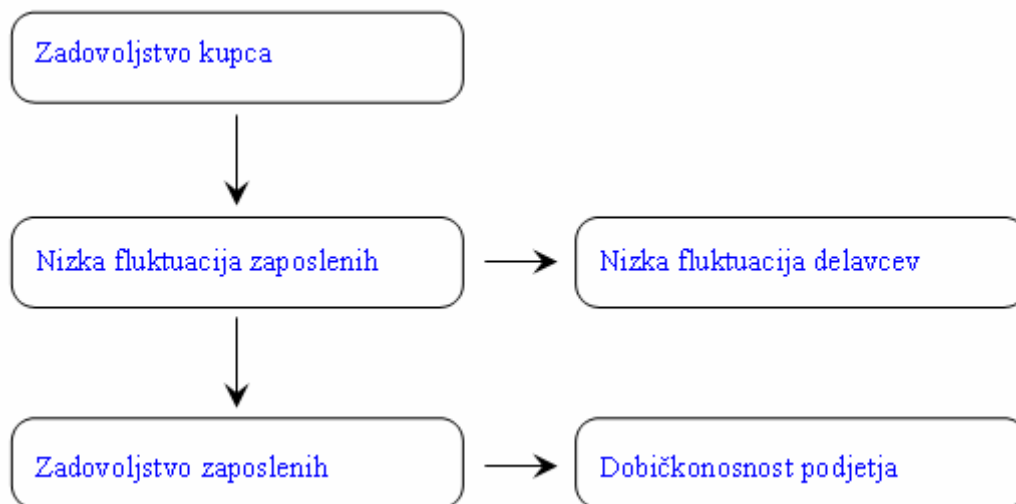 Zadovoljstvo kupca
Nizka fluktuacija zaposlenih
Nizka fluktuacija delavcev
Zadovoljstvo zaposlenih
Dobičkonosnost podjetja